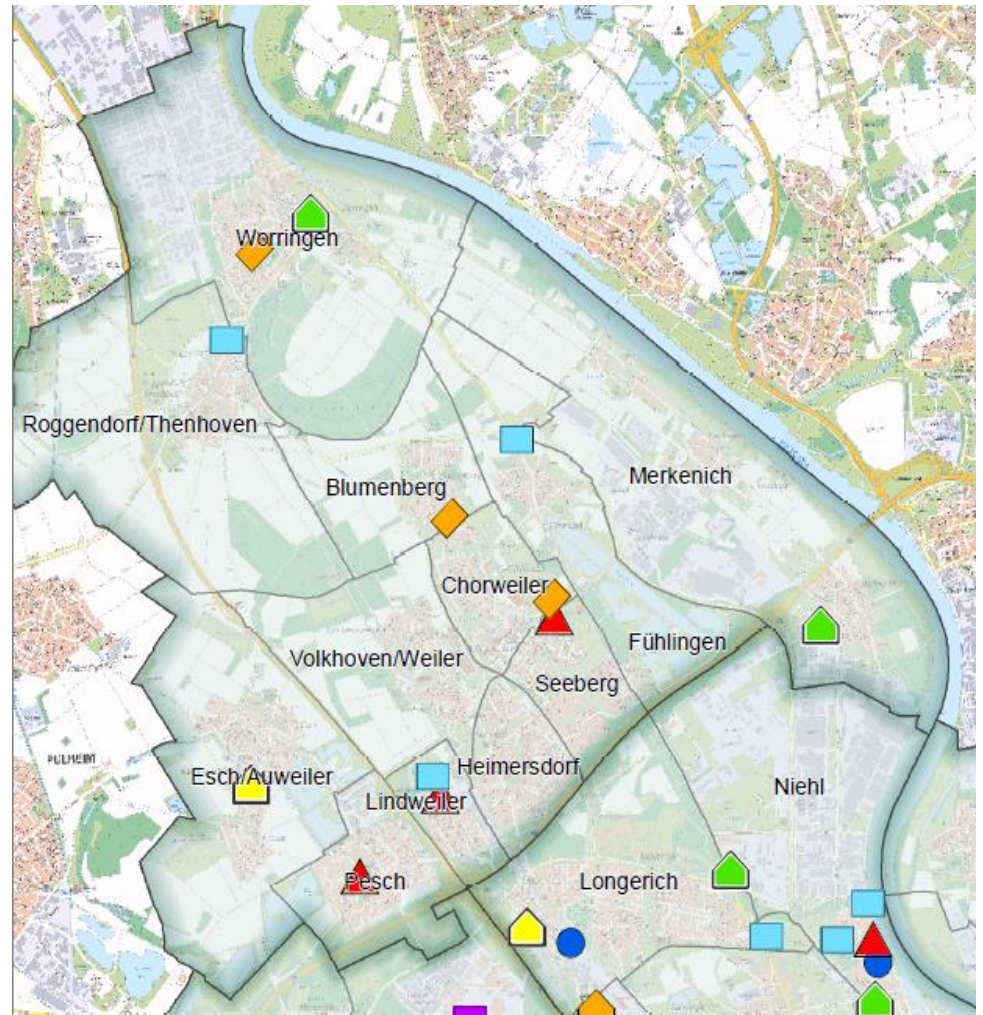 Worringen
Roggendorf/Thenhoven
Merkenich
Blumenberg
Chorweiler
Fühlingen
Volkhoven/Weiler
Seeberg
PULHEIM
Esch/Auweiler
Heimersdorf
Niehl
Lindweiler
Pesch
Longerich